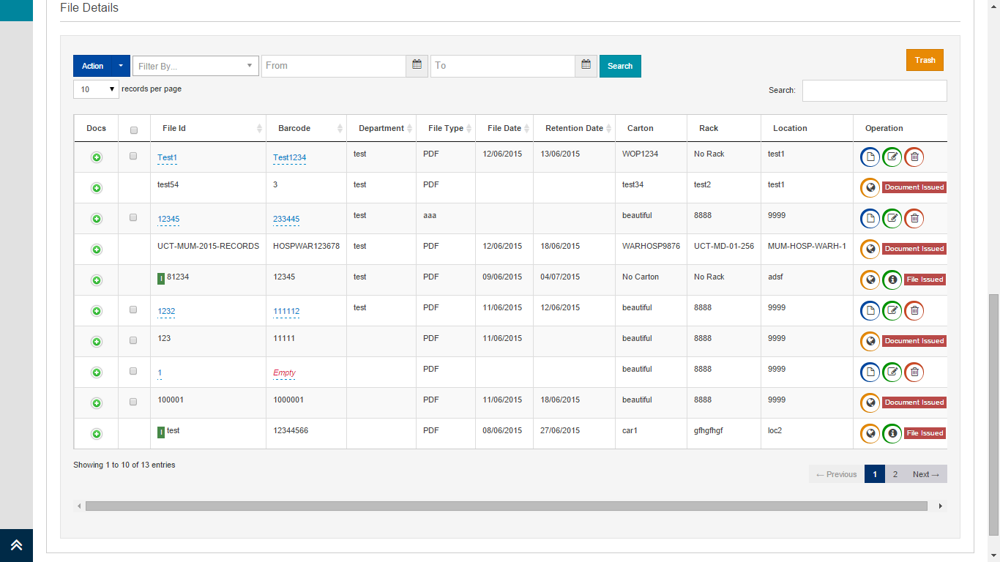 File Details
Action Filter By... From To Search Trash
10 records per page Search:
Docs File Id Barcode Department File Type File Date Retention Date Carton Rack Location Operation
Test1 Test1234 test PDF 12/06/2015 13/06/2015 WOP1234 No Rack test1
test54 3 test PDF test34 test2 test1 Document Issued
12345 233445 test aaa beautiful 8888 9999
UCT-MUM-2015-RECORDS HOSPWAR123678 test PDF 12/06/2015 18/06/2015 WARHOSP9876 UCT-MD-01-256 MUM-HOSP-WARH-1 Document Issued
I 81234 12345 test PDF 09/06/2015 04/07/2015 No Carton No Rack adsf File Issued
1232 111112 test PDF 11/06/2015 12/06/2015 beautiful 8888 9999
123 11111 PDF 11/06/2015 beautiful 8888 9999 Document Issued
1 Empty PDF beautiful 8888 9999
100001 1000001 PDF 11/06/2015 18/06/2015 beautiful 8888 9999 Document Issued
I test 12344566 PDF 08/06/2015 27/06/2015 car1 gfhgfhgf loc2 File Issued
Showing 1 to 10 of 13 entries
← Previous 1 2 Next →